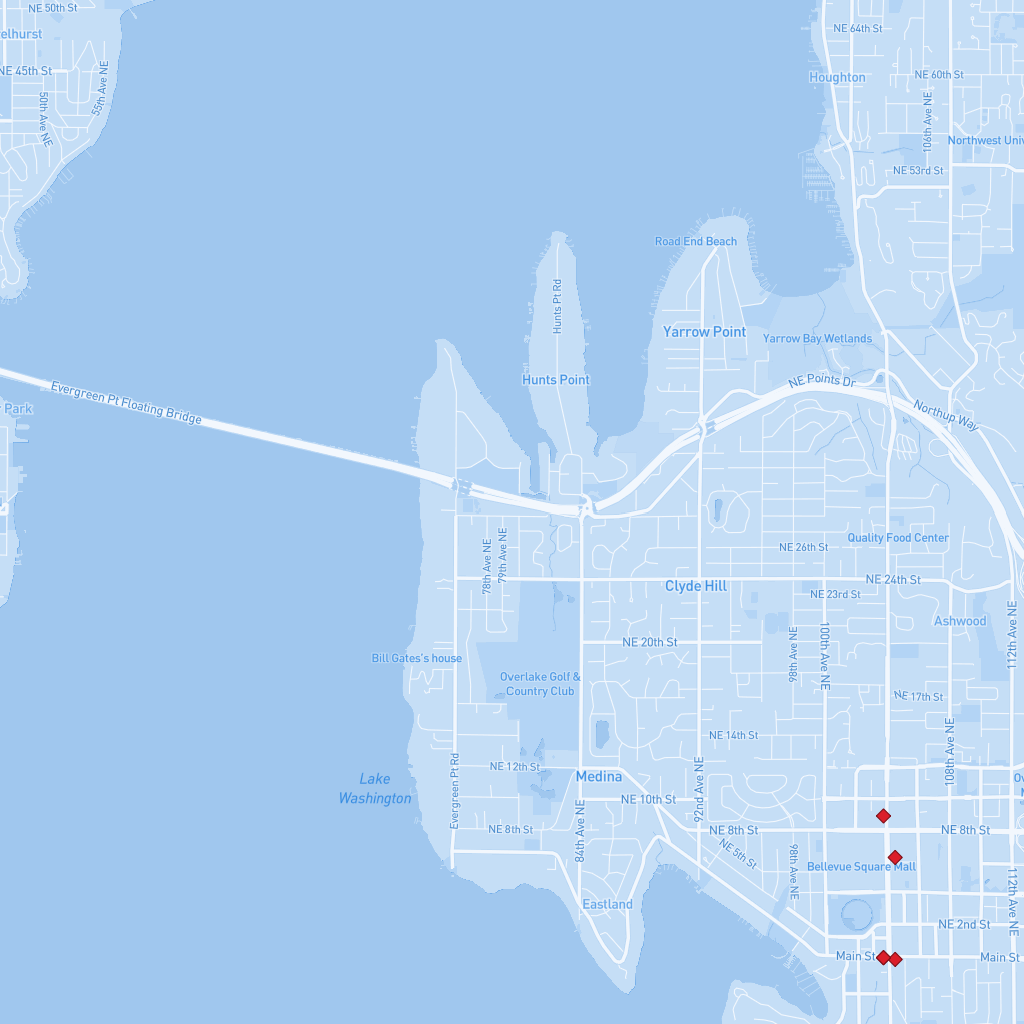 NE 50th St
elhurst
NE 64th St
NE 45th St
55th Ave NE
Houghton
NE 60th St
50th Ave NE
106th Ave NE
Northwest Univ
NE 53rd St
Road End Beach
Hunts Pt Rd
Yarrow Point
Yarrow Bay Wetlands
Hunts Point
NE Points Dr
Evergreen Pt Floating Bridge
Park
Northup Way
Quality Food Center
NE 26th St
78th Ave NE
79th Ave NE
Clyde Hill
NE 24th St
NE 23rd St
112th Ave NE
Ashwood
NE 20th St
98th Ave NE
100th Ave NE
Bill Gates's house
Overlake Golf &
Country Club
NE 17th St
NE 14th St
108th Ave NE
NE 12th St
Medina
Lake
Washington
Evergreen Pt Rd
92nd Ave NE
NE 10th St
84th Ave NE
NE 8th St
NE 8th St
NE 8th St
NE 5th St
98th Ave NE
Bellevue Square Mall
112th Ave NE
Eastland
NE 2nd St
Main St
Main St